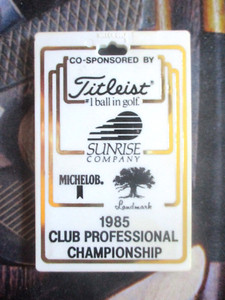 CO-SPONSORED BY
Titleist®
1 ball in golf.
SUNRISE
COMPANY
MICHELOB.
Landmark
1985
CLUB PROFESSIONAL
CHAMPIONSHIP